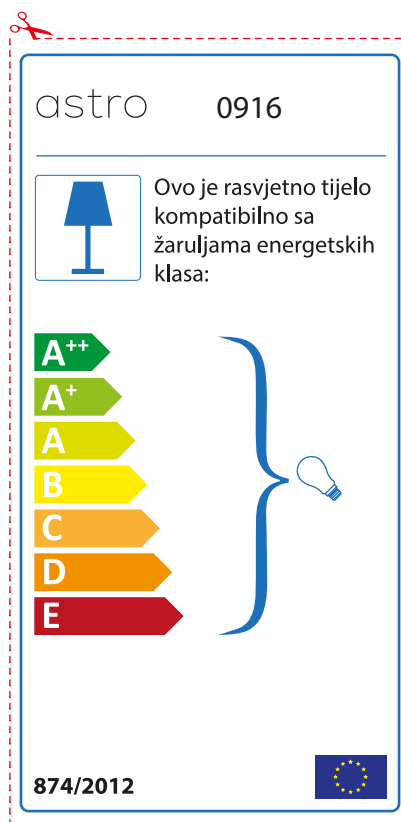 astro 0916
Ovo je rasvjetno tijelo
kompatibilno sa
žaruljama energetskih
klasa:
A++
A+
A
B
C
D
E
874/2012